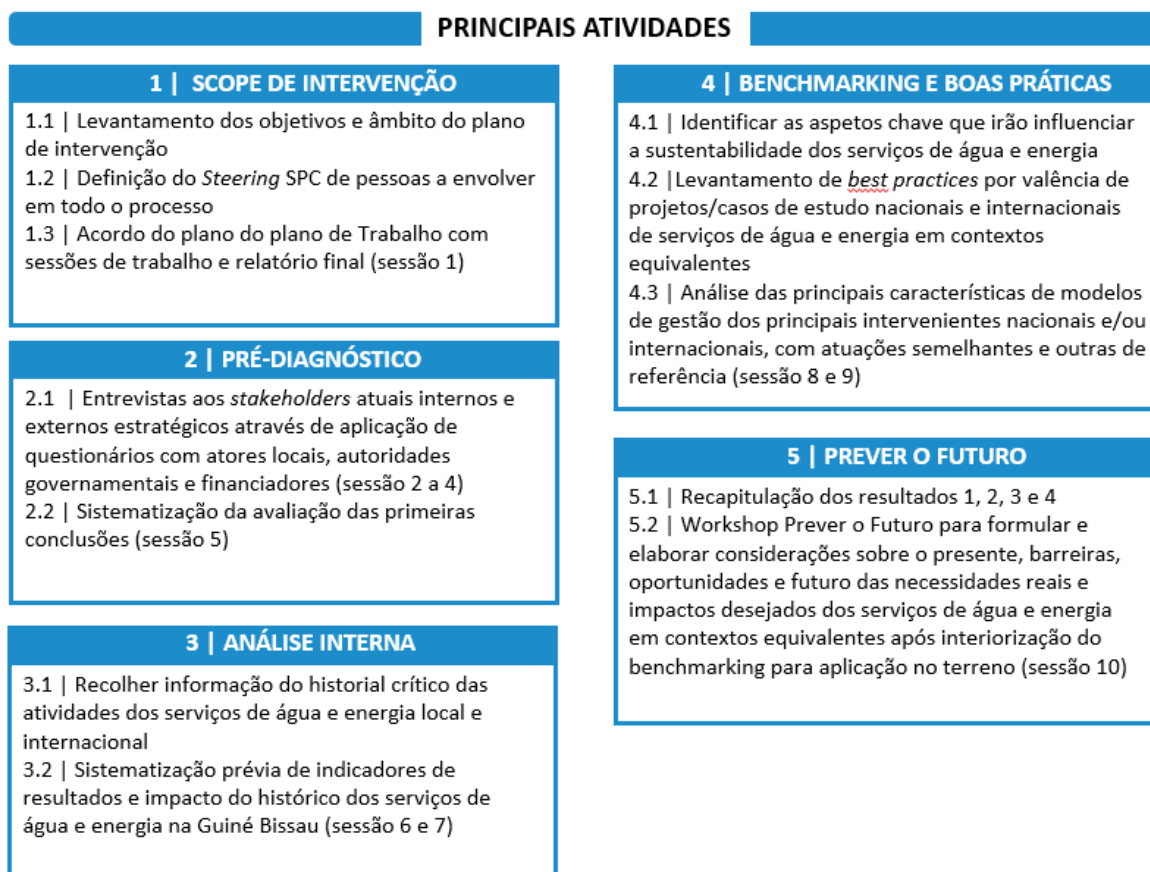 PRINCIPAIS ATIVIDADES
1 | SCOPE DE INTERVENÇÃO
1.1 | Levantamento dos objetivos e âmbito do plano
de intervenção
1.2 | Definição do Steering SPC de pessoas a envolver
em todo o processo
1.3 | Acordo do plano do plano de Trabalho com
sessões de trabalho e relatório final (sessão 1)
2 | PRÉ-DIAGNÓSTICO
2.1 | Entrevistas aos stakeholders atuais internos e
externos estratégicos através de aplicação de
questionários com atores locais, autoridades
governamentais e financiadores (sessão 2 a 4)
2.2 | Sistematização da avaliação das primeiras
conclusões (sessão 5)
3 | ANÁLISE INTERNA
3.1 | Recolher informação do historial crítico das
atividades dos serviços de água e energia local e
internacional
3.2 | Sistematização prévia de indicadores de
resultados e impacto do histórico dos serviços de
água e energia na Guiné Bissau (sessão 6 e 7)
4 | BENCHMARKING E BOAS PRÁTICAS
4.1 | Identificar as aspetos chave que irão influenciar
a sustentabilidade dos serviços de água e energia
4.2 |Levantamento de best practices por valência de
projetos/casos de estudo nacionais e internacionais
de serviços de água e energia em contextos
equivalentes
4.3 | Análise das principais características de modelos
de gestão dos principais intervenientes nacionais e/ou
internacionais, com atuações semelhantes e outras de
referência (sessão 8 e 9)
5 | PREVER O FUTURO
5.1 | Recapitulação dos resultados 1, 2, 3 e 4
5.2 | Workshop Prever o Futuro para formular e
elaborar considerações sobre o presente, barreiras,
oportunidades e futuro das necessidades reais e
impactos desejados dos serviços de água e energia
em contextos equivalentes após interiorização do
benchmarking para aplicação no terreno (sessão 10)